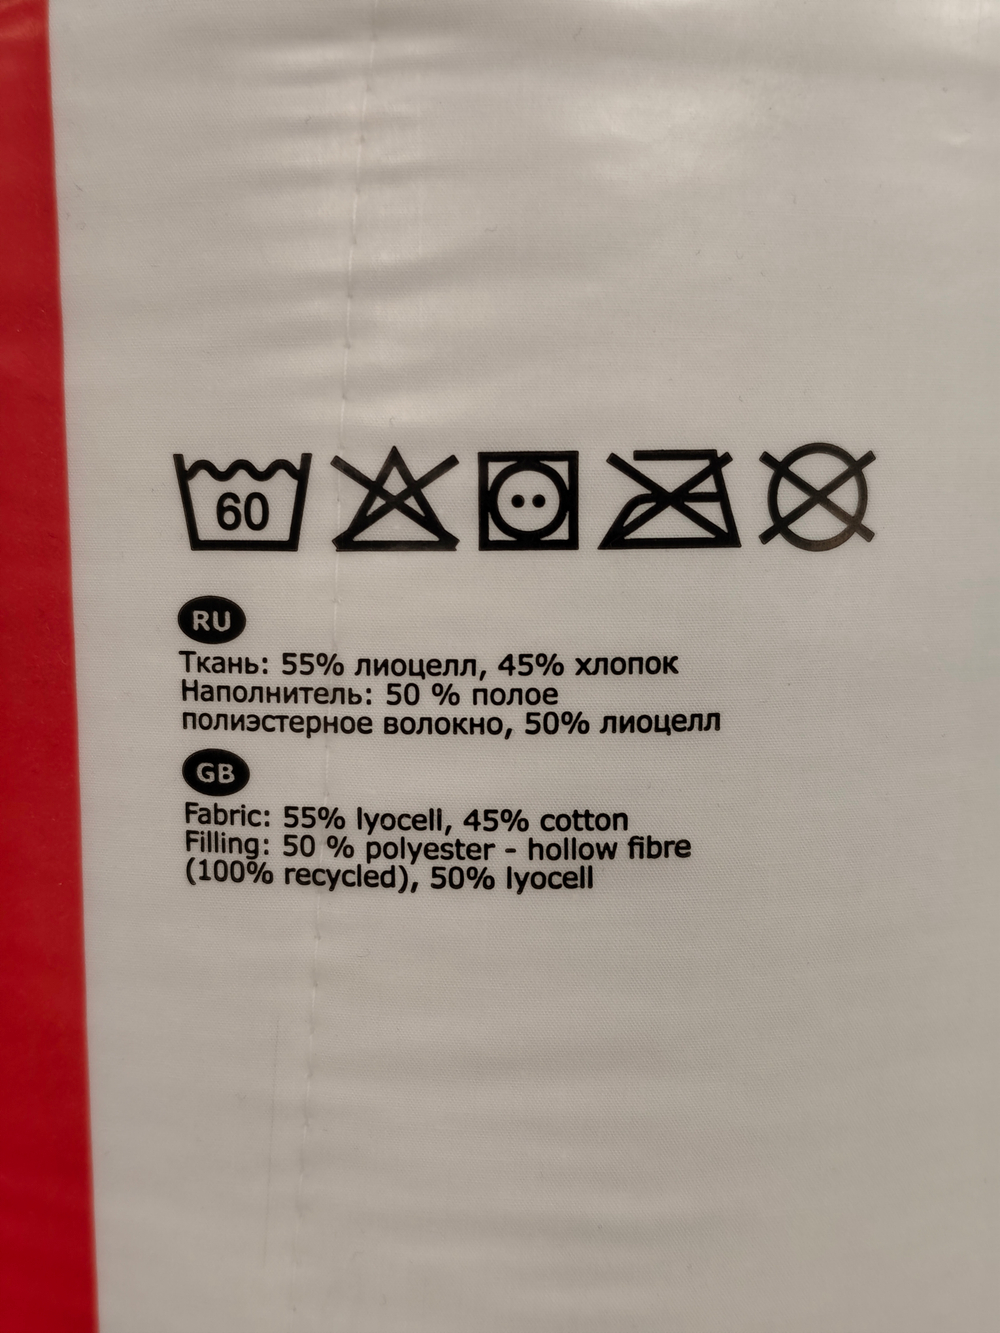 60
RU
Ткань: 55% лиоцелл, 45% хлопок
Наполнитель: 50 % полое
полиэстерное волокно, 50% лиоцелл
GB
Fabric: 55% lyocell, 45% cotton
Filling: 50 % polyester - hollow fibre
(100% recycled), 50% lyocell